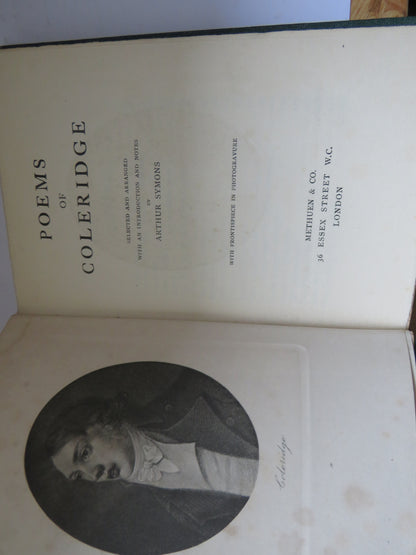 POEMS
OF
COLERIDGE
SELECTED AND ARRANGED
WITH AN INTRODUCTION AND NOTES
BY
ARTHUR SYMONS
WITH FRONTISPIECE IN PHOTOGRAVURE
METHUEN & CO.
36 ESSEX STREET W.C.
LONDON
Coleridge